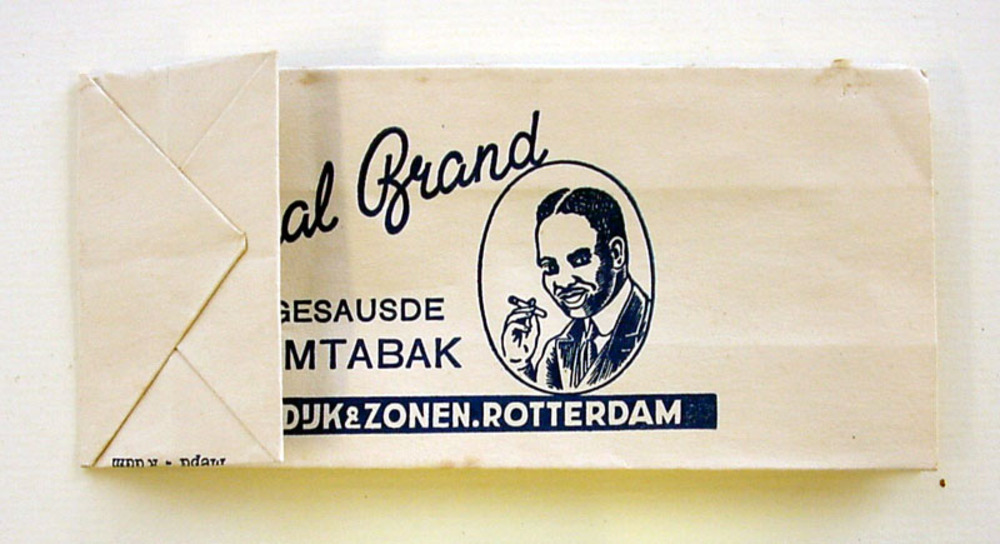 al Brand
GESAUSDE
MTABAK
DIJK & ZONEN. ROTTERDAM